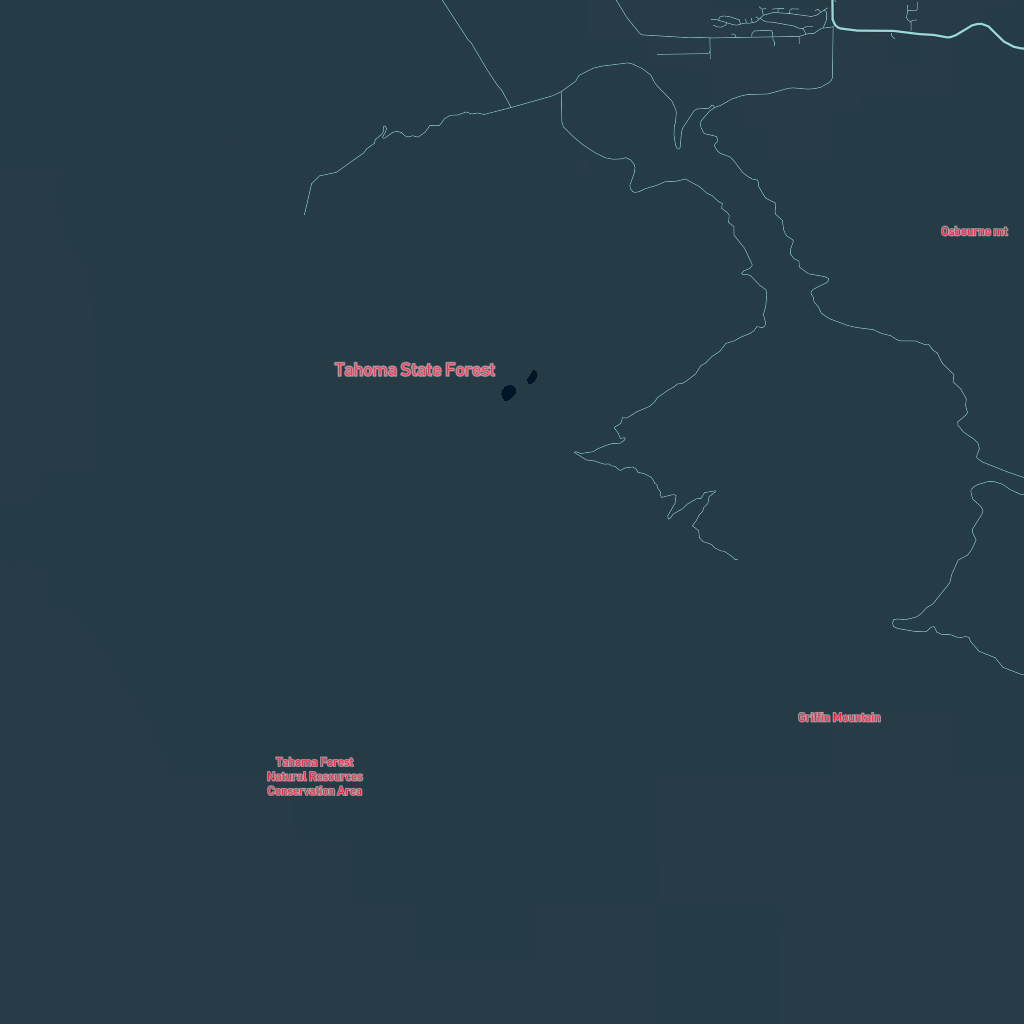 Osbourne mt
Tahoma State Forest
Griffin Mountain
Tahoma Forest
Natural Resources
Conservation Area